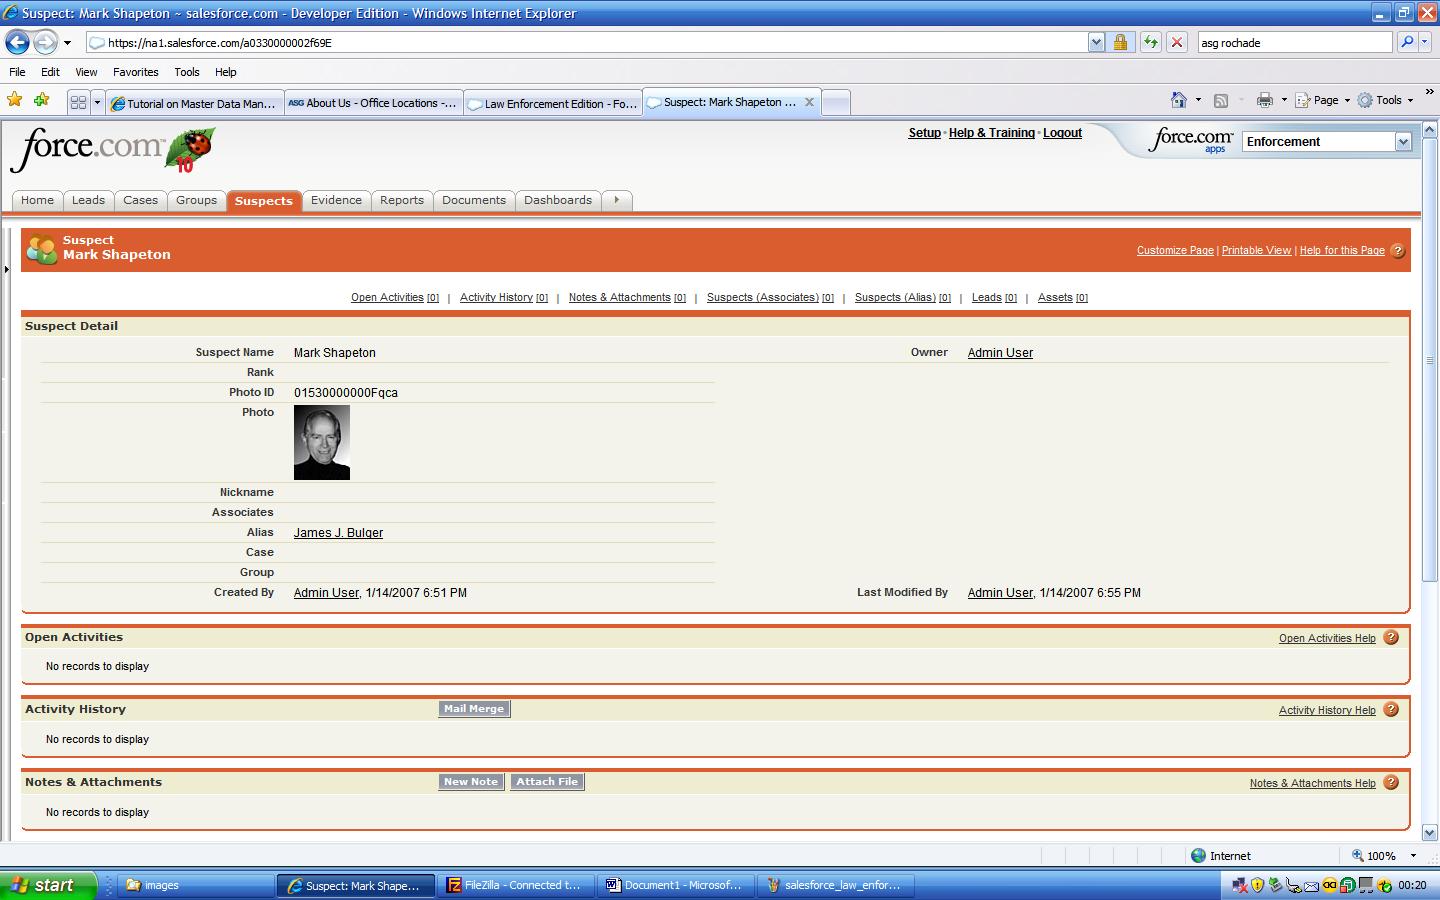 Suspect: Mark Shapeton ~ salesforce.com - Developer Edition - Windows Internet Explorer
https://na1.salesforce.com/a0330000002f69E
asg rochade
File Edit View Favorites Tools Help
Tutorial on Master Data Man... ASG About Us - Office Locations -... Law Enforcement Edition - Fo... Suspect: Mark Shapeton ... Page Tools
force.com 10
Setup · Help & Training · Logout
force.com apps
Enforcement
Home Leads Cases Groups Suspects Evidence Reports Documents Dashboards
Suspect
Mark Shapeton
Customize Page | Printable View | Help for this Page ?
Open Activities [0] | Activity History [0] | Notes & Attachments [0] | Suspects (Associates) [0] | Suspects (Alias) [0] | Leads [0] | Assets [0]
Suspect Detail
Suspect Name Mark Shapeton Owner Admin User
Rank
Photo ID 01530000000Fqca
Photo
Nickname
Associates
Alias James J. Bulger
Case
Group
Created By Admin User, 1/14/2007 6:51 PM Last Modified By Admin User, 1/14/2007 6:55 PM
Open Activities Open Activities Help ?
No records to display
Activity History Mail Merge Activity History Help ?
No records to display
Notes & Attachments New Note Attach File Notes & Attachments Help ?
No records to display
Internet 100%
start images Suspect: Mark Shape... FileZilla - Connected t... Document1 - Microsof... salesforce_law_enfor... 00:20